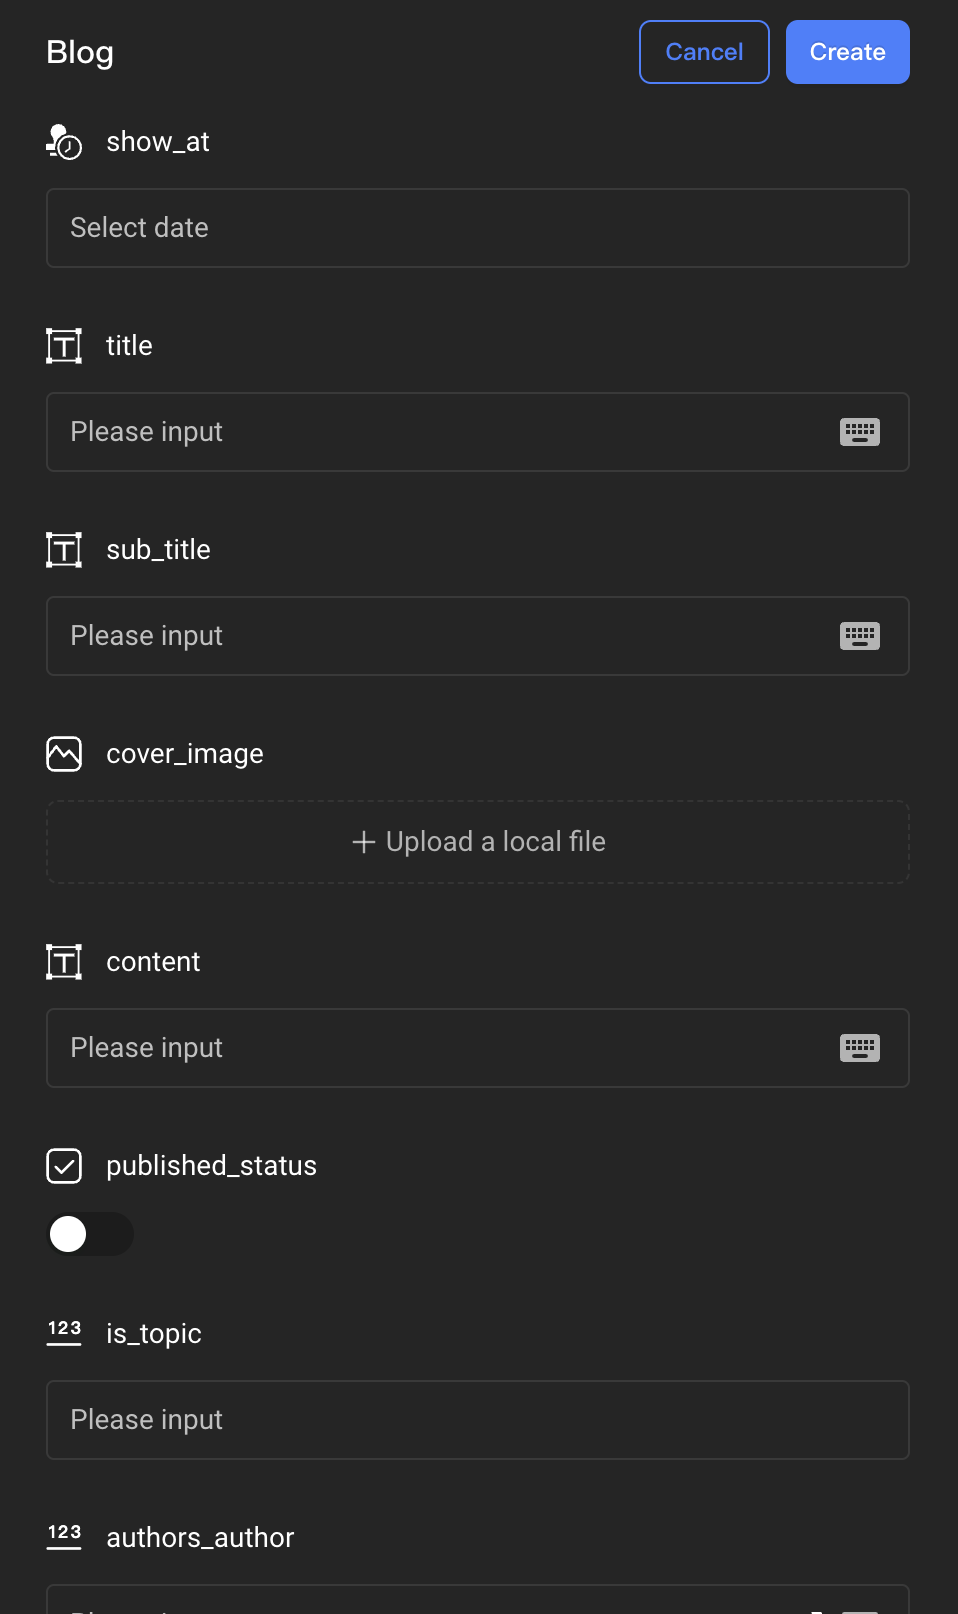 Blog
Cancel
Create
show_at
Select date
title
Please input
sub_title
Please input
cover_image
+ Upload a local file
content
Please input
published_status
123
is_topic
Please input
123
authors_author